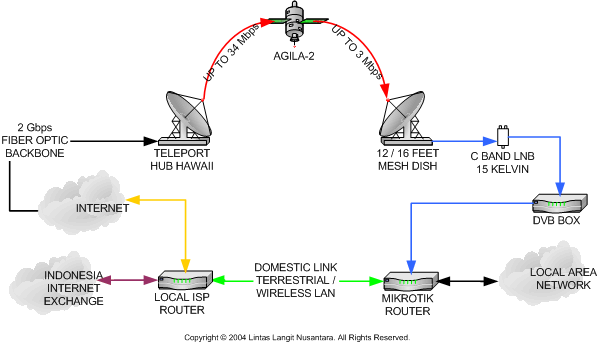 AGILA-2
UP TO 34 Mbps
UP TO 3 Mbps
2 Gbps
FIBER OPTIC
BACKBONE
TELEPORT
HUB HAWAII
12 / 16 FEET
MESH DISH
C BAND LNB
15 KELVIN
INTERNET
DVB BOX
INDONESIA
INTERNET
EXCHANGE
LOCAL ISP
ROUTER
DOMESTIC LINK
TERRESTRIAL /
WIRELESS LAN
MIKROTIK
ROUTER
LOCAL AREA
NETWORK
Copyright © 2004 Lintas Langit Nusantara. All Rights Reserved.